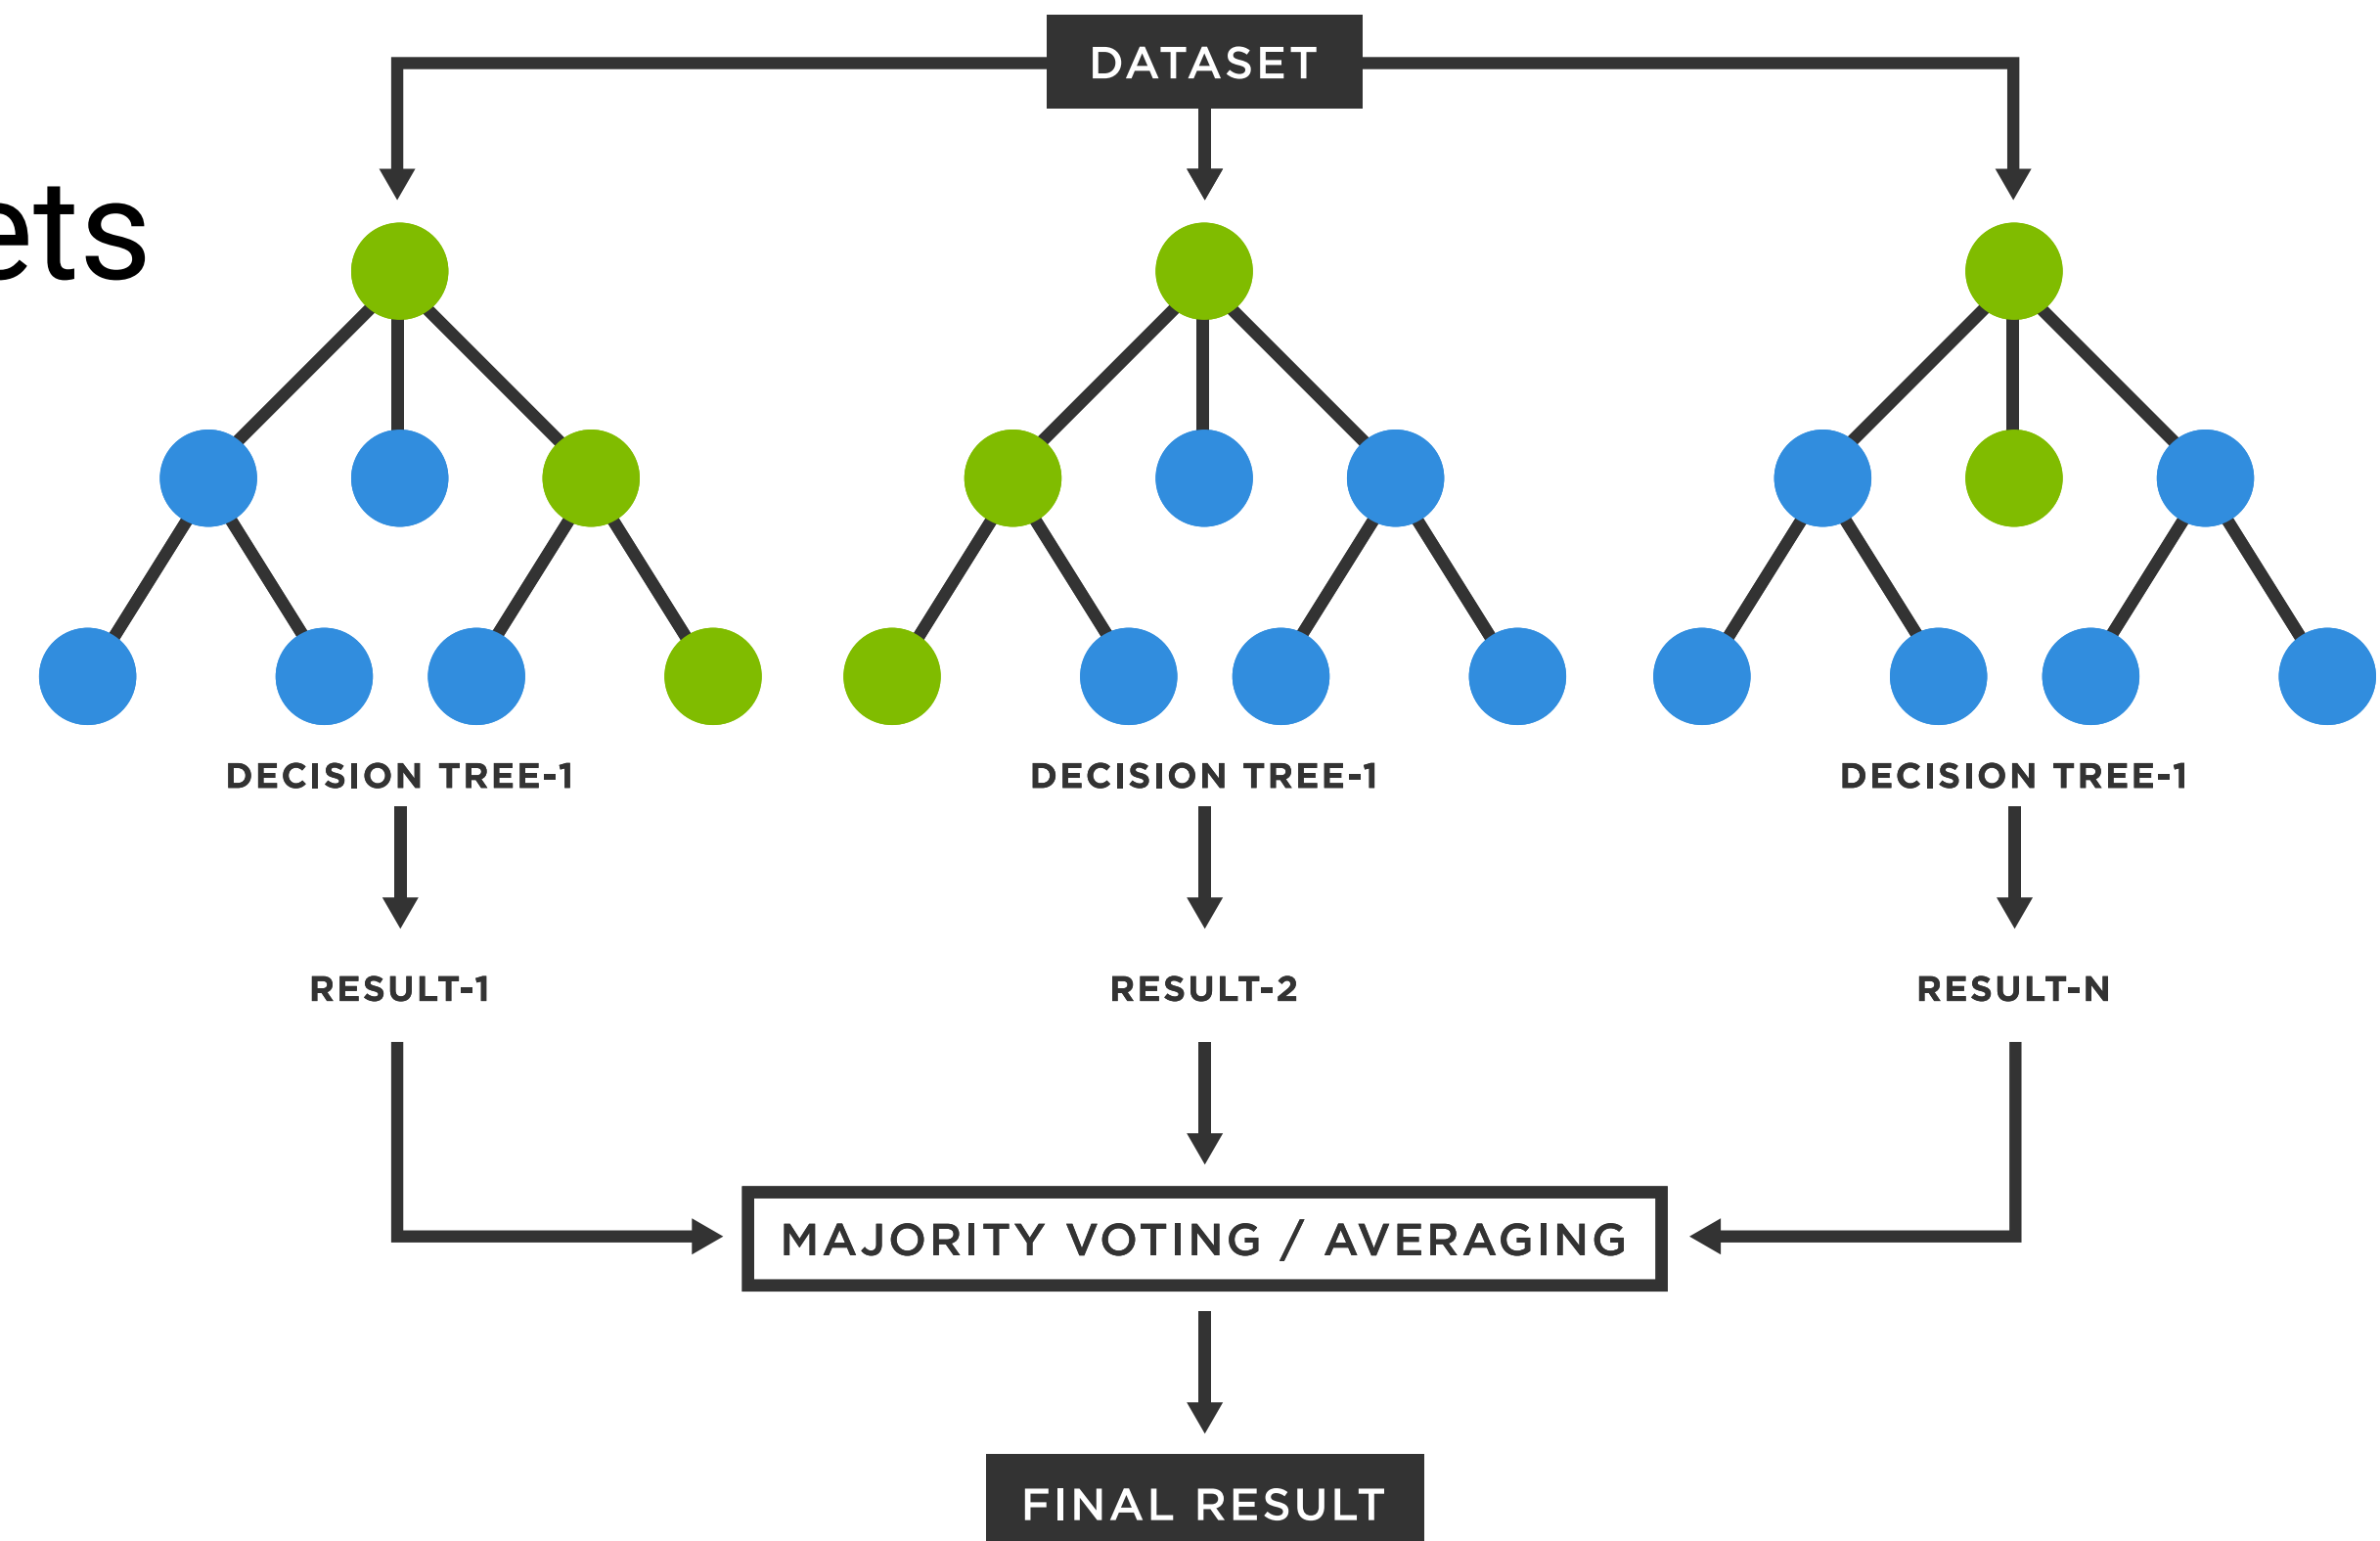 DATASET
ets
DECISION TREE-1
DECISION TREE-1
DECISION TREE-1
RESULT-1
RESULT-2
RESULT-N
MAJORITY VOTING / AVERAGING
FINAL RESULT